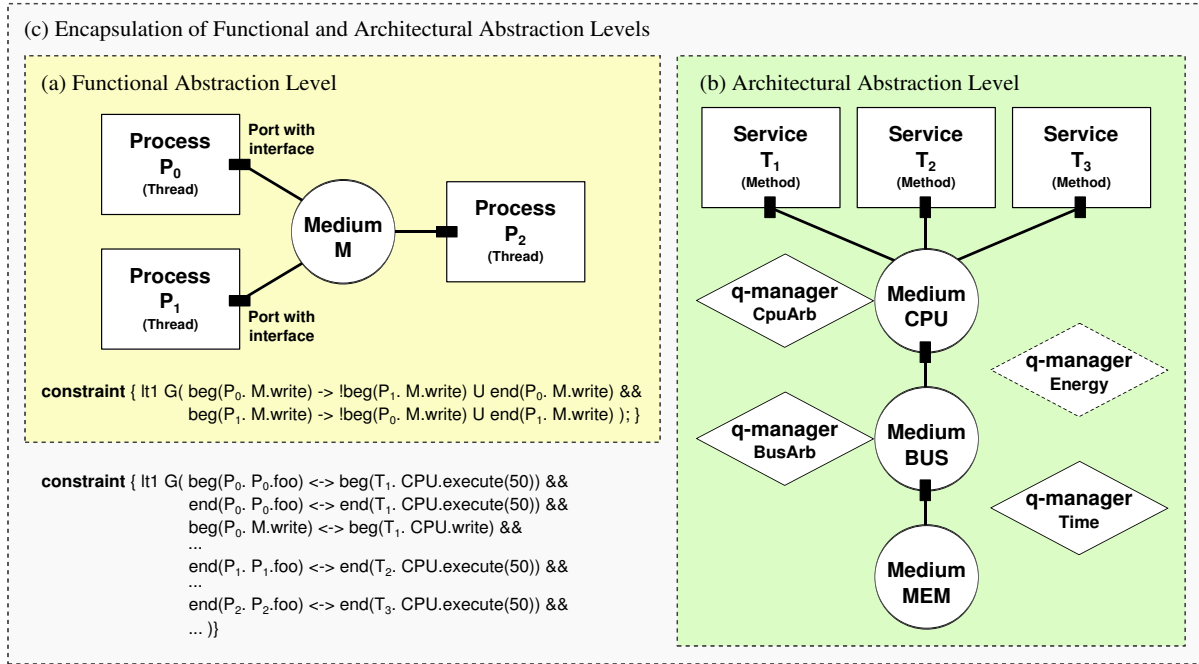 (c) Encapsulation of Functional and Architectural Abstraction Levels
(a) Functional Abstraction Level
Process
P0
(Thread)
Port with
interface
Medium
M
Process
P2
(Thread)
Process
P1
(Thread)
Port with
interface
constraint { lt1 G( beg(P0. M.write) -> !beg(P1. M.write) U end(P0. M.write) &&
beg(P1. M.write) -> !beg(P0. M.write) U end(P1. M.write) ); }
constraint { lt1 G( beg(P0. P0.foo) <-> beg(T1. CPU.execute(50)) &&
end(P0. P0.foo) <-> end(T1. CPU.execute(50)) &&
beg(P0. M.write) <-> beg(T1. CPU.write) &&
...
end(P1. P1.foo) <-> end(T2. CPU.execute(50)) &&
...
end(P2. P2.foo) <-> end(T3. CPU.execute(50)) &&
... )}
(b) Architectural Abstraction Level
Service
T1
(Method)
Service
T2
(Method)
Service
T3
(Method)
q-manager
CpuArb
Medium
CPU
q-manager
Energy
q-manager
BusArb
Medium
BUS
q-manager
Time
Medium
MEM